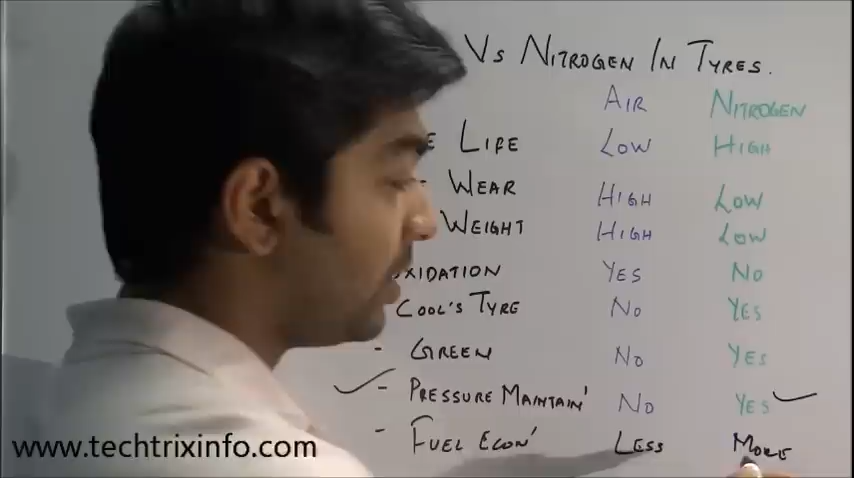 Vs NITROGEN IN TYRES.
AIR NITROGEN
LIFE LOW HIGH
- WEAR HIGH LOW
WEIGHT HIGH LOW
OXIDATION YES NO
COOL'S TYRE NO YES
- GREEN NO YES
- PRESSURE MAINTAIN' NO YES
- FUEL ECON' LESS MORE
www.techtrixinfo.com